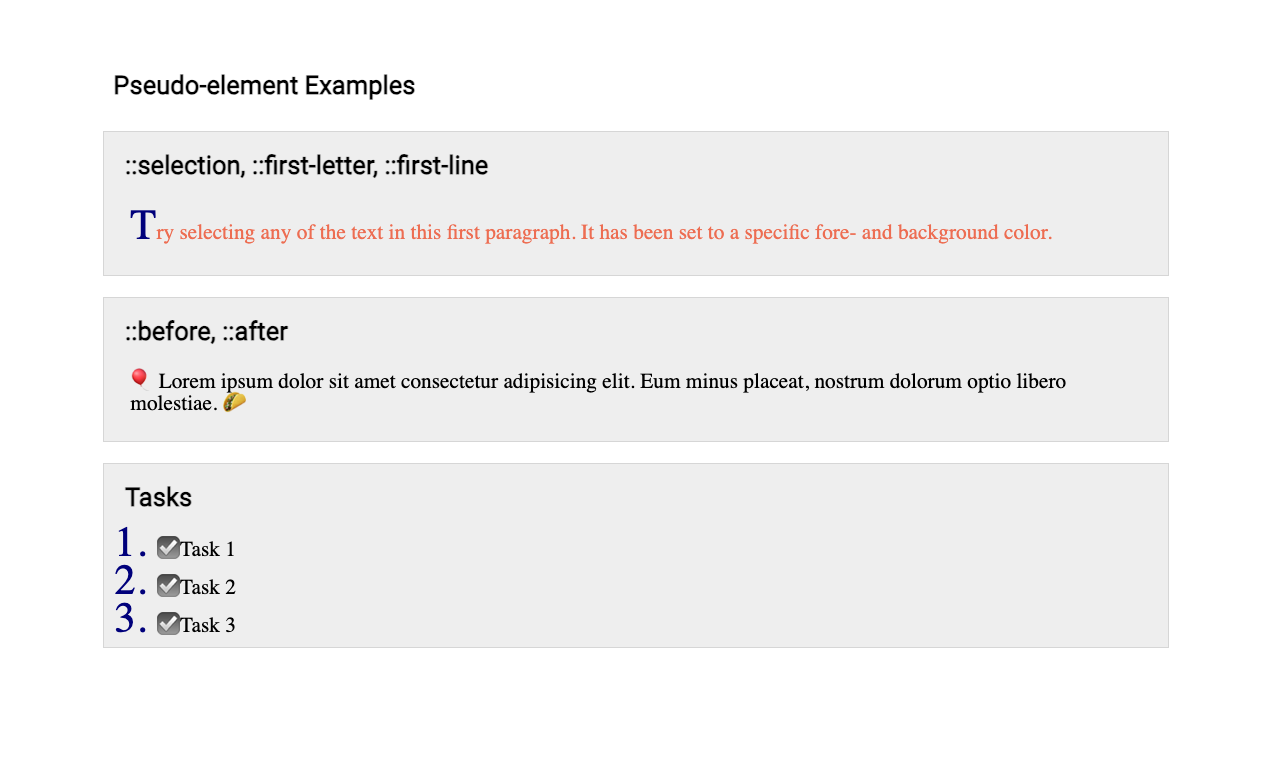 Pseudo-element Examples
::selection, ::first-letter, ::first-line
Try selecting any of the text in this first paragraph. It has been set to a specific fore- and background color.
::before, ::after
🎈 Lorem ipsum dolor sit amet consectetur adipisicing elit. Eum minus placeat, nostrum dolorum optio libero
molestiae. 🌮
Tasks
1. ☑Task 1
2. ☑Task 2
3. ☑Task 3